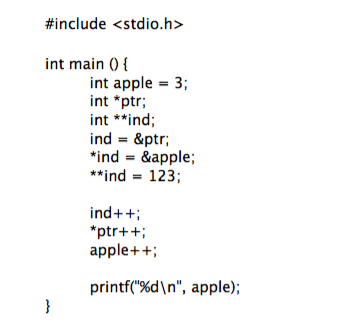 #include <stdio.h>
int main () {
int apple = 3;
int *ptr;
int **ind;
ind = &ptr;
*ind = &apple;
**ind = 123;
ind++;
*ptr++;
apple++;
printf("%d\n", apple);
}